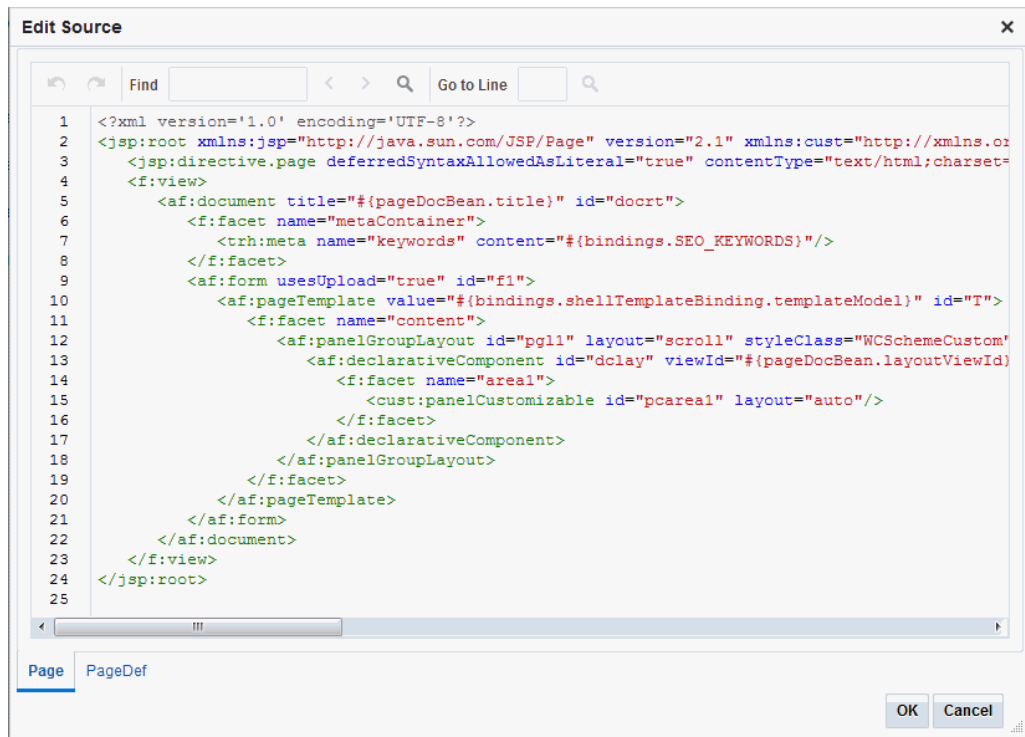 Edit Source
Find Go to Line
1 <?xml version='1.0' encoding='UTF-8'?>
2 <jsp:root xmlns:jsp="http://java.sun.com/JSP/Page" version="2.1" xmlns:cust="http://xmlns.or
3 <jsp:directive.page deferredSyntaxAllowedAsLiteral="true" contentType="text/html;charset=
4 <f:view>
5 <af:document title="#{pageDocBean.title}" id="docrt">
6 <f:facet name="metaContainer">
7 <trh:meta name="keywords" content="#{bindings.SEO_KEYWORDS}"/>
8 </f:facet>
9 <af:form usesUpload="true" id="f1">
10 <af:pageTemplate value="#{bindings.shellTemplateBinding.templateModel}" id="T">
11 <f:facet name="content">
12 <af:panelGroupLayout id="pgl1" layout="scroll" styleClass="WCSchemeCustom"
13 <af:declarativeComponent id="dclay" viewId="#{pageDocBean.layoutViewId}
14 <f:facet name="area1">
15 <cust:panelCustomizable id="pcarea1" layout="auto"/>
16 </f:facet>
17 </af:declarativeComponent>
18 </af:panelGroupLayout>
19 </f:facet>
20 </af:pageTemplate>
21 </af:form>
22 </af:document>
23 </f:view>
24 </jsp:root>
25
Page PageDef
OK Cancel